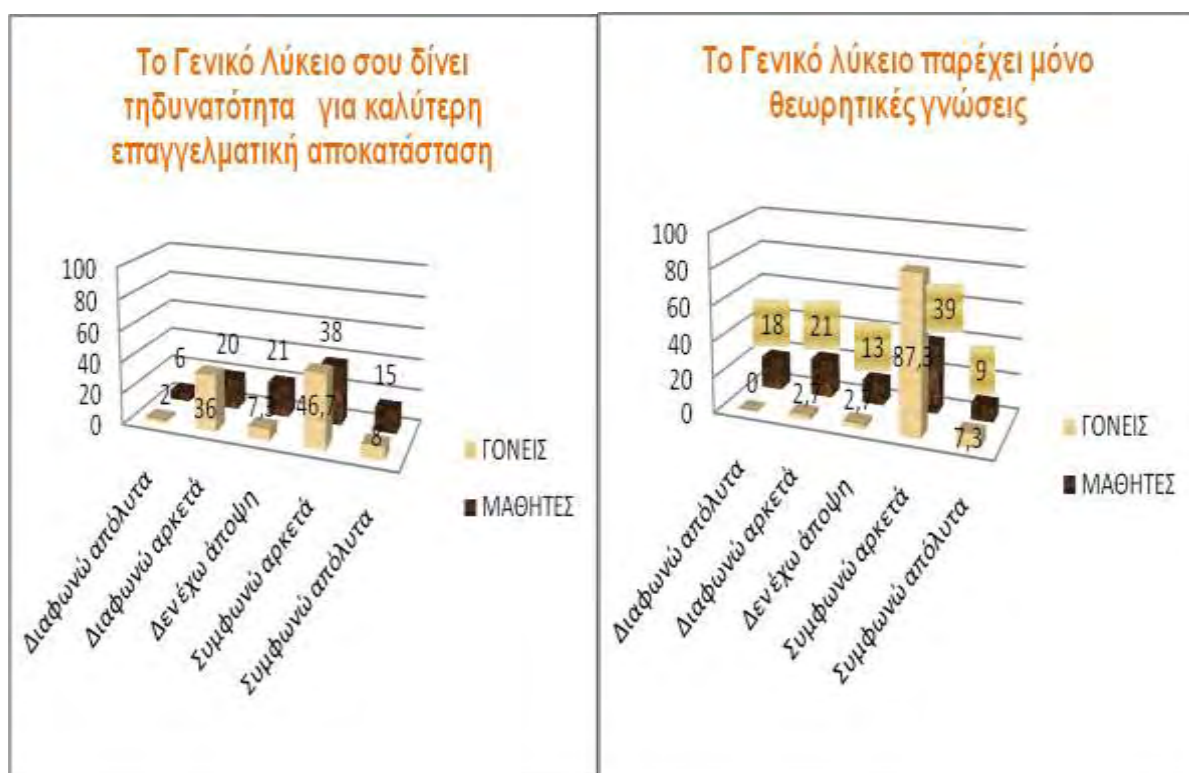 Το Γενικό Λύκειο σου δίνει
τηδυνατότητα για καλύτερη
επαγγελματική αποκατάσταση
100
80
60
40
20
0
6
20
21
38
15
2
36
7,3
46,7
8
ΓΟΝΕΙΣ
ΜΑΘΗΤΕΣ
Διαφωνώ απόλυτα
Διαφωνώ αρκετά
Δεν έχω άποψη
Συμφωνώ αρκετά
Συμφωνώ απόλυτα
Το Γενικό λύκειο παρέχει μόνο
θεωρητικές γνώσεις
100
80
60
40
20
0
18
21
13
39
9
0
2,7
2,7
87,3
7,3
ΓΟΝΕΙΣ
ΜΑΘΗΤΕΣ
Διαφωνώ απόλυτα
Διαφωνώ αρκετά
Δεν έχω άποψη
Συμφωνώ αρκετά
Συμφωνώ απόλυτα